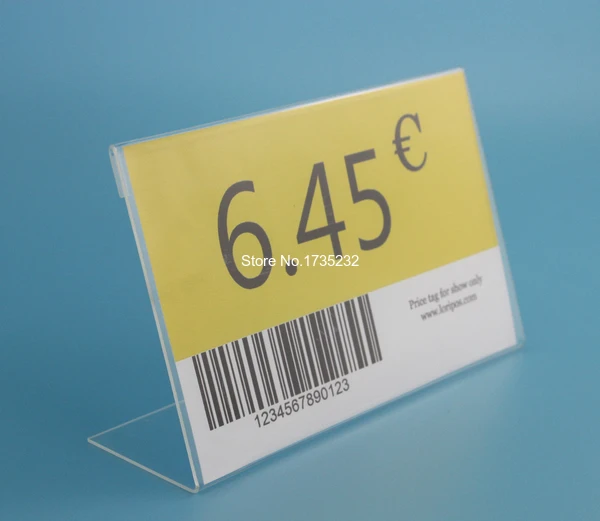 6.45€
Store No.1735232
Price tag for show only
www.loripos.com
1234567890123